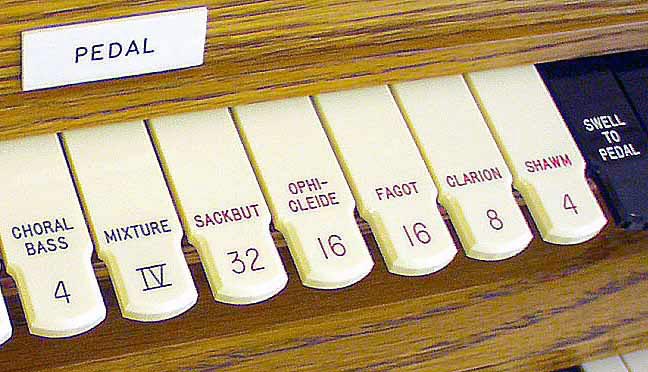 PEDAL
CHORAL
BASS
4
MIXTURE
IV
SACKBUT
32
OPHI-
CLEIDE
16
FAGOT
16
CLARION
8
SHAWM
4
SWELL
TO
PEDAL